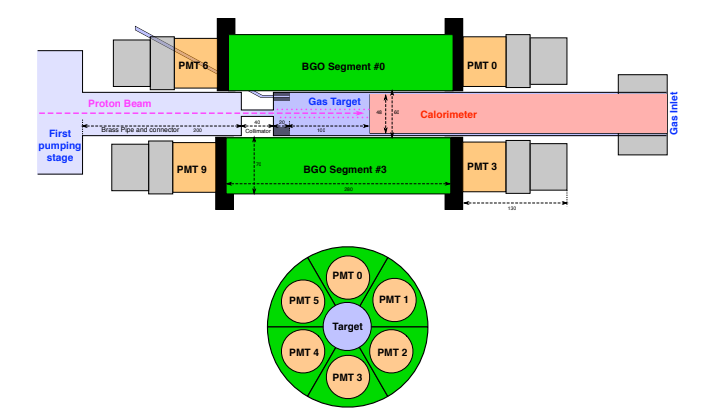 PMT 6
BGO Segment #0
PMT 0
Proton Beam
Gas Target
Calorimeter
Gas Inlet
First
pumping
stage
Brass Pipe and connector
200
40
Collimator
20
103
48
60
PMT 9
BGO Segment #3
PMT 3
70
280
130
PMT 0
PMT 5
PMT 1
Target
PMT 4
PMT 2
PMT 3